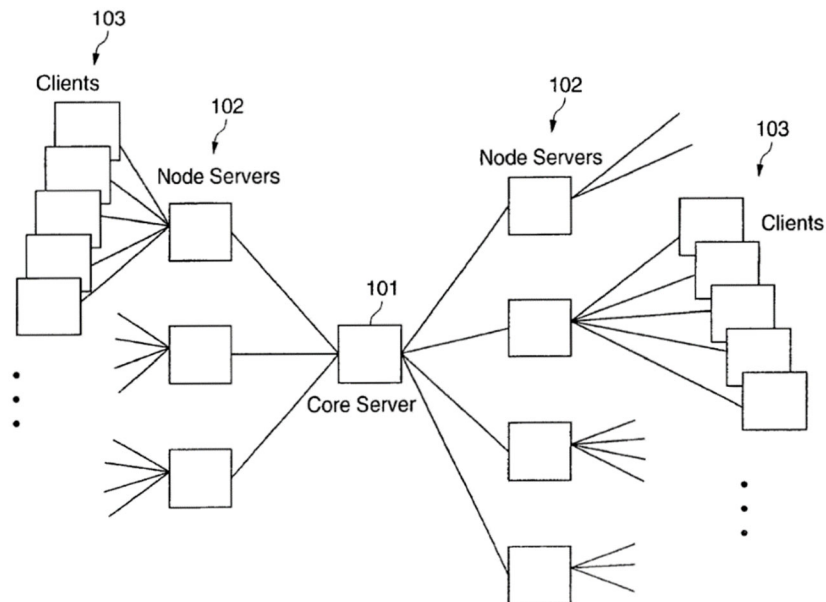 103
Clients
102
Node Servers
102
Node Servers
103
Clients
101
Core Server